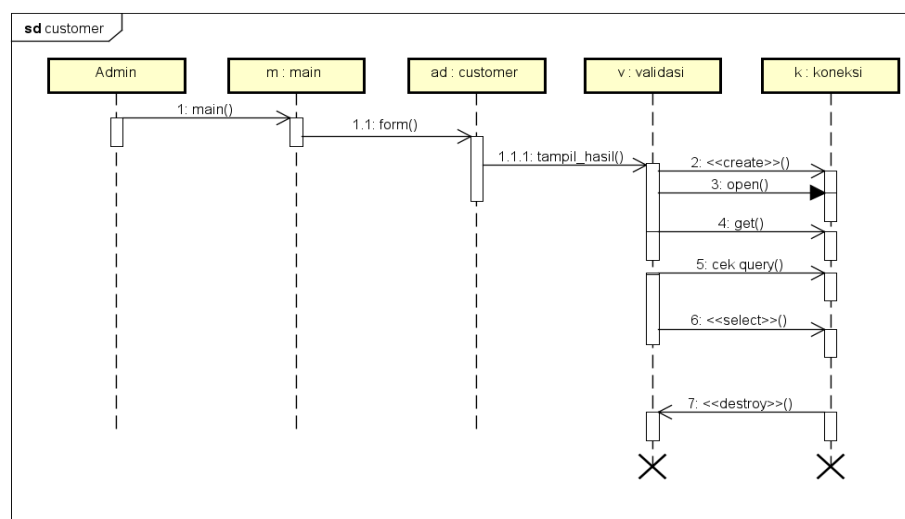 sd customer
Admin
m : main
ad : customer
v : validasi
k : koneksi
1: main()
1.1: form()
1.1.1: tampil_hasil()
2: <<create>>()
3: open()
4: get()
5: cek query()
6: <<select>>()
7: <<destroy>>()